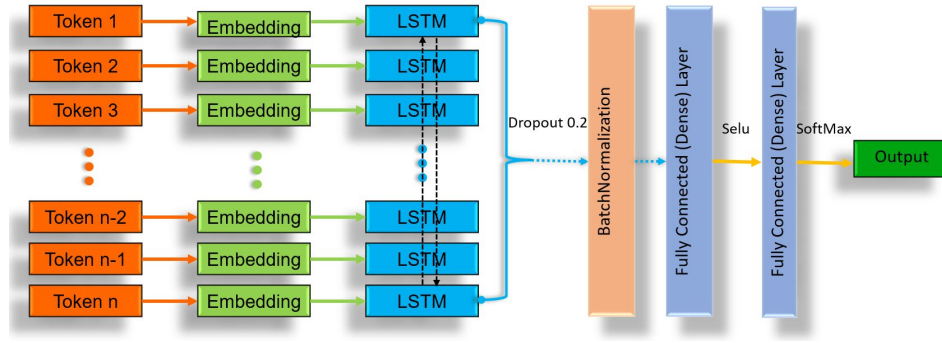 Token 1
Embedding
LSTM
Token 2
Embedding
LSTM
Token 3
Embedding
LSTM
Token n-2
Embedding
LSTM
Token n-1
Embedding
LSTM
Token n
Embedding
LSTM
Dropout 0.2
BatchNormalization
Fully Connected (Dense) Layer
Selu
Fully Connected (Dense) Layer
SoftMax
Output